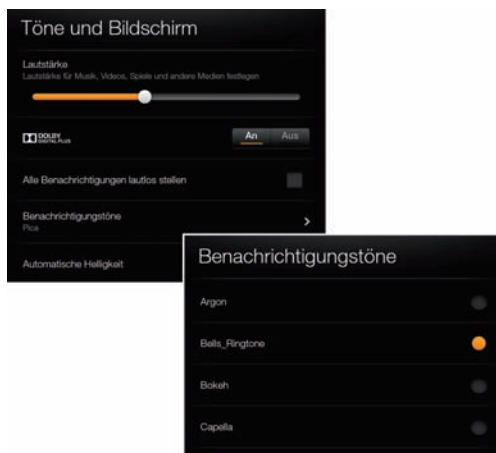 Töne und Bildschirm
Lautstärke
Lautstärke für Musik, Videos, Spiele und andere Medien festlegen
DOLBY
DIGITAL PLUS
An Aus
Alle Benachrichtigungen lautlos stellen
Benachrichtigungstöne
Pica
Automatische Helligkeit
Benachrichtigungstöne
Argon
Bells_Ringtone
Bokeh
Capella